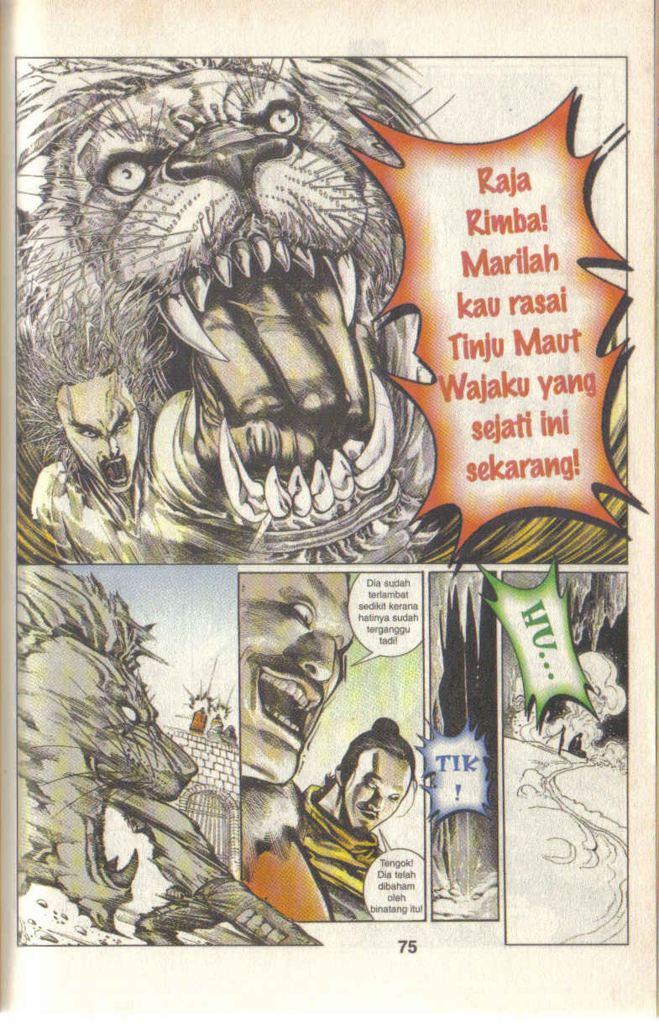 Raja
Rimba!
Marilah
kau rasai
Tinju Maut
Wajaku yang
sejati ini
sekarang!
Dia sudah
terlambat
sedikit kerana
hatinya sudah
terganggu
tadi!
Tengok!
Dia telah
dibaham
oleh
binatang itu!
TIK
!
HU...
75